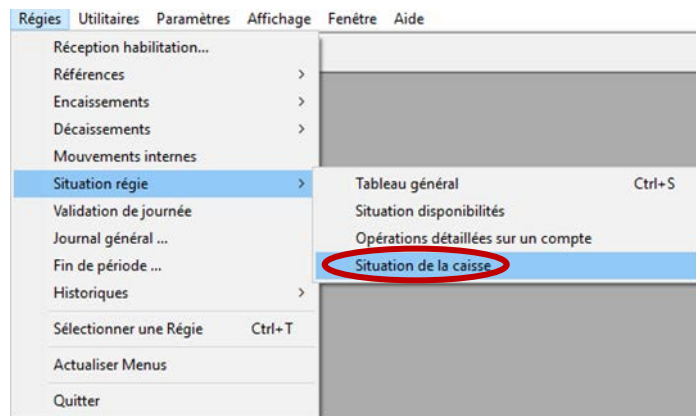 Régies Utilitaires Paramètres Affichage Fenêtre Aide
Réception habilitation...
Références >
Encaissements >
Décaissements >
Mouvements internes
Situation régie >
Tableau général Ctrl+S
Validation de journée
Situation disponibilités
Journal général ...
Opérations détaillées sur un compte
Fin de période ...
Situation de la caisse
Historiques >
Sélectionner une Régie Ctrl+T
Actualiser Menus
Quitter